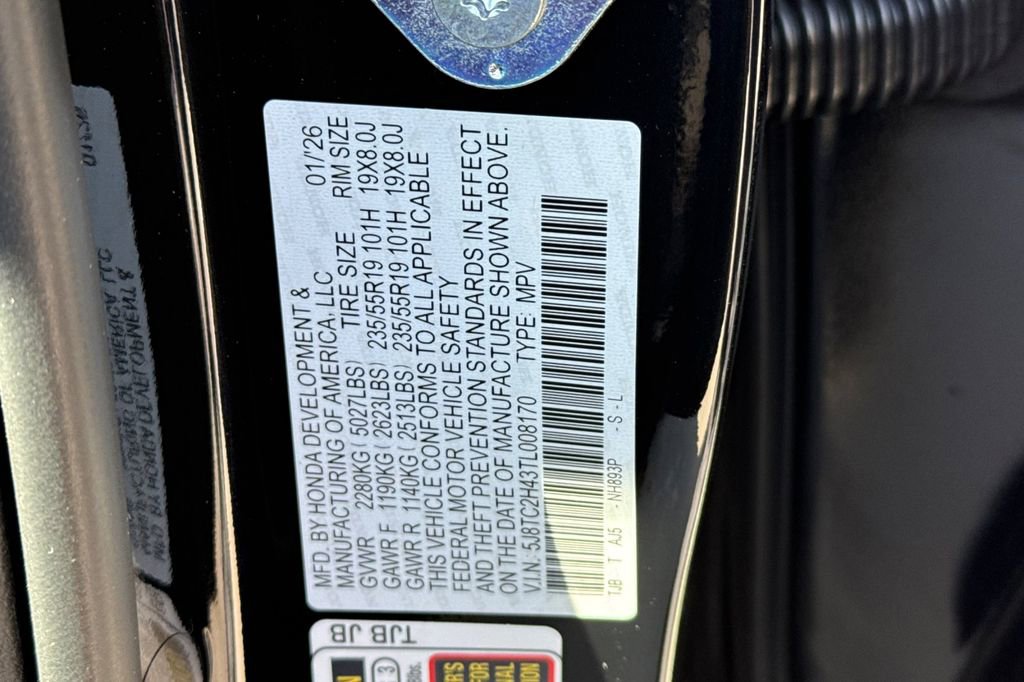 MFD. BY HONDA DEVELOPMENT &
MANUFACTURING OF AMERICA, LLC 01/26
GVWR 2280KG ( 5027LBS) TIRE SIZE RIM SIZE
GAWR F 1190KG ( 2623LBS) 235/55R19 101H 19X8.0J
GAWR R 1140KG ( 2513LBS) 235/55R19 101H 19X8.0J
THIS VEHICLE CONFORMS TO ALL APPLICABLE
FEDERAL MOTOR VEHICLE SAFETY
AND THEFT PREVENTION STANDARDS IN EFFECT
ON THE DATE OF MANUFACTURE SHOWN ABOVE.
V.I.N.: 5J8TC2H43TL008170 TYPE: MPV
TJB - T AJ5 - NH893P - S - L
TJB JB
3